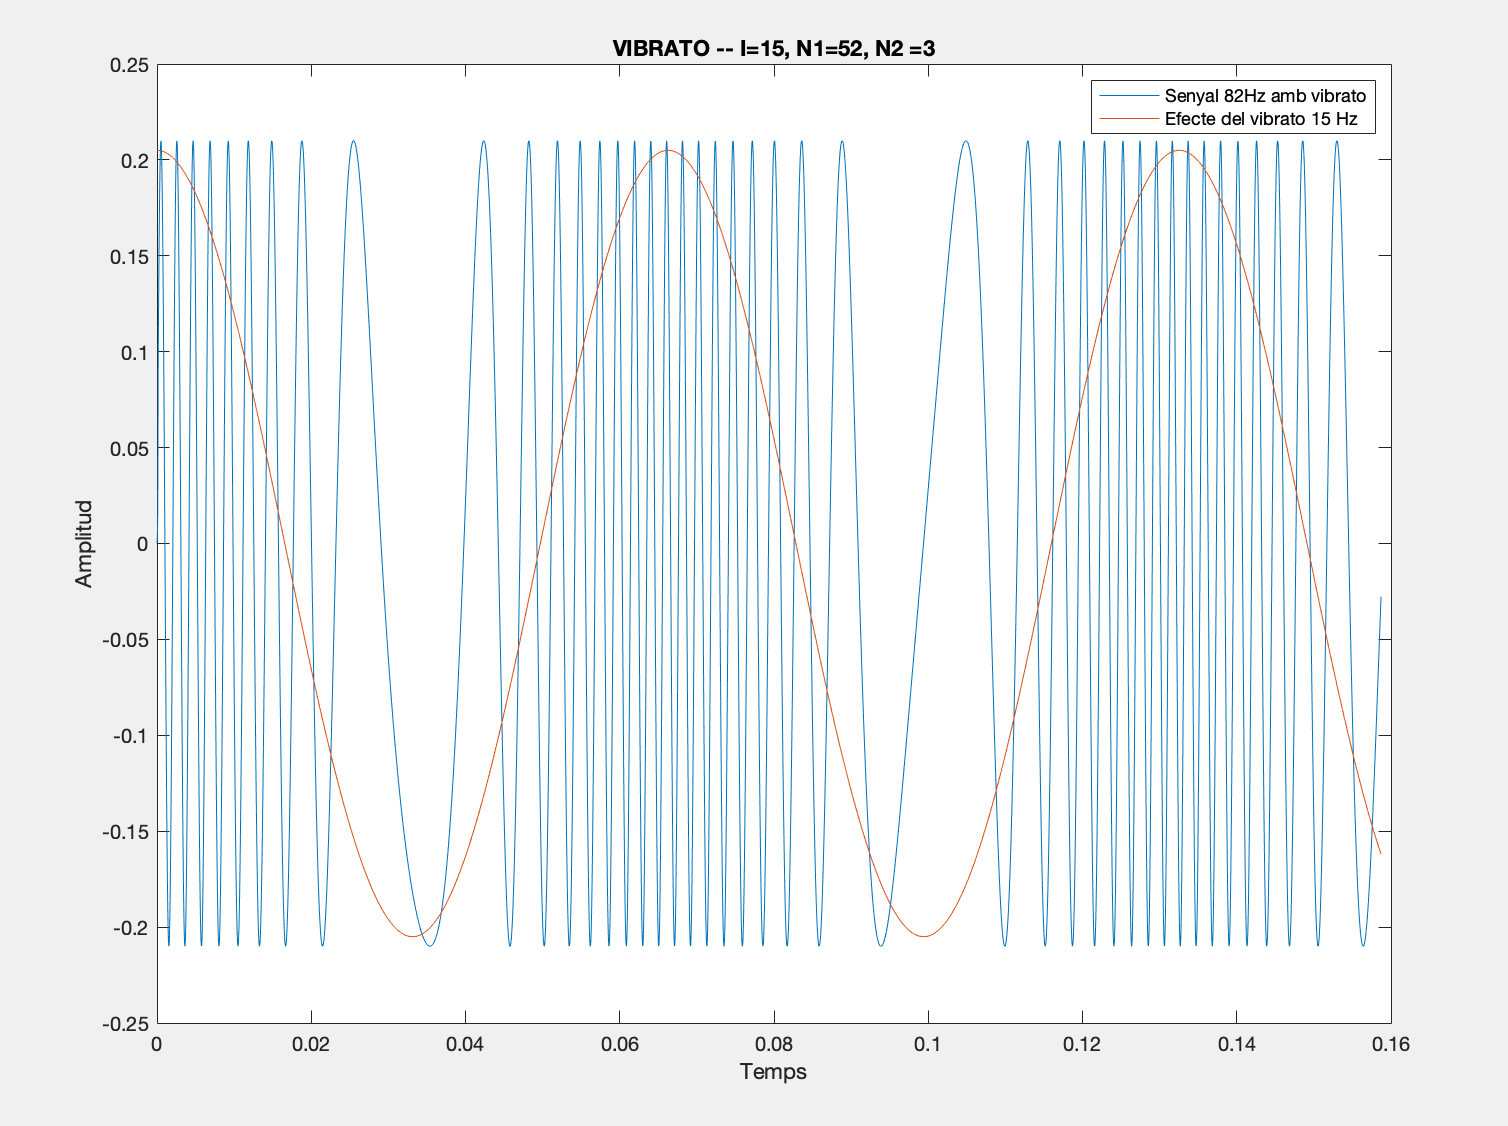 VIBRATO -- I=15, N1=52, N2 =3
Senyal 82Hz amb vibrato
Efecte del vibrato 15 Hz
0.25
0.2
0.15
0.1
0.05
0
-0.05
-0.1
-0.15
-0.2
-0.25
Amplitud
0 0.02 0.04 0.06 0.08 0.1 0.12 0.14 0.16
Temps